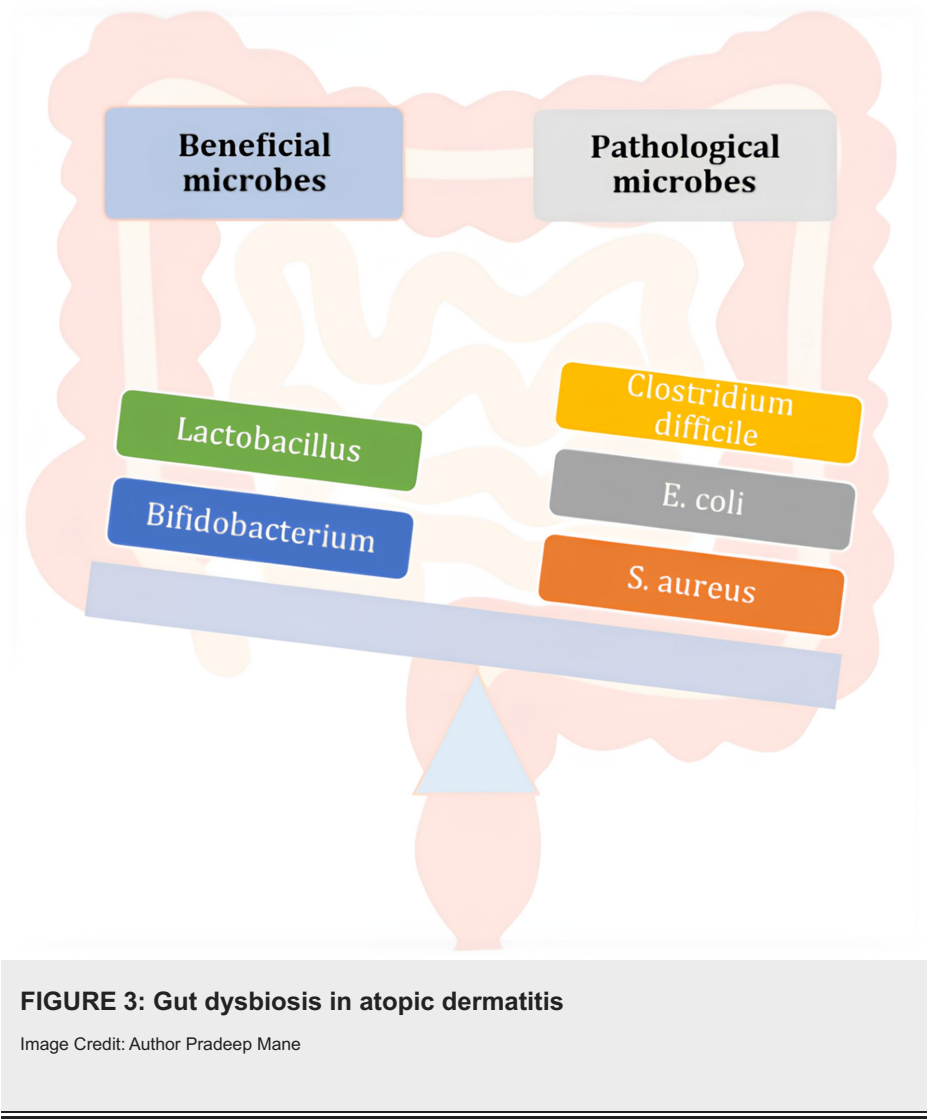 Beneficial
microbes
Pathological
microbes
Lactobacillus
Bifidobacterium
Clostridium
difficile
E. coli
S. aureus
FIGURE 3: Gut dysbiosis in atopic dermatitis
Image Credit: Author Pradeep Mane